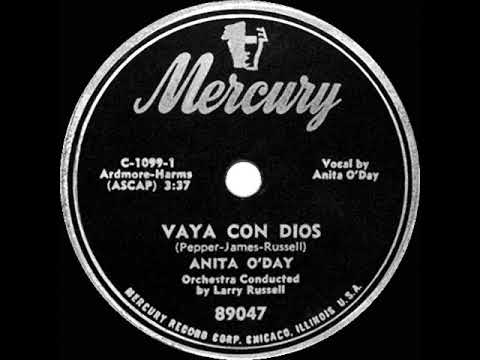 Mercury
C-1099-1
Ardmore-Harms
(ASCAP) 3:37
Vocal by
Anita O'Day
VAYA CON DIOS
(Pepper-James-Russell)
ANITA O'DAY
Orchestra Conducted
by Larry Russell
89047
MERCURY RECORD CORP. CHICAGO, ILLINOIS U.S.A.